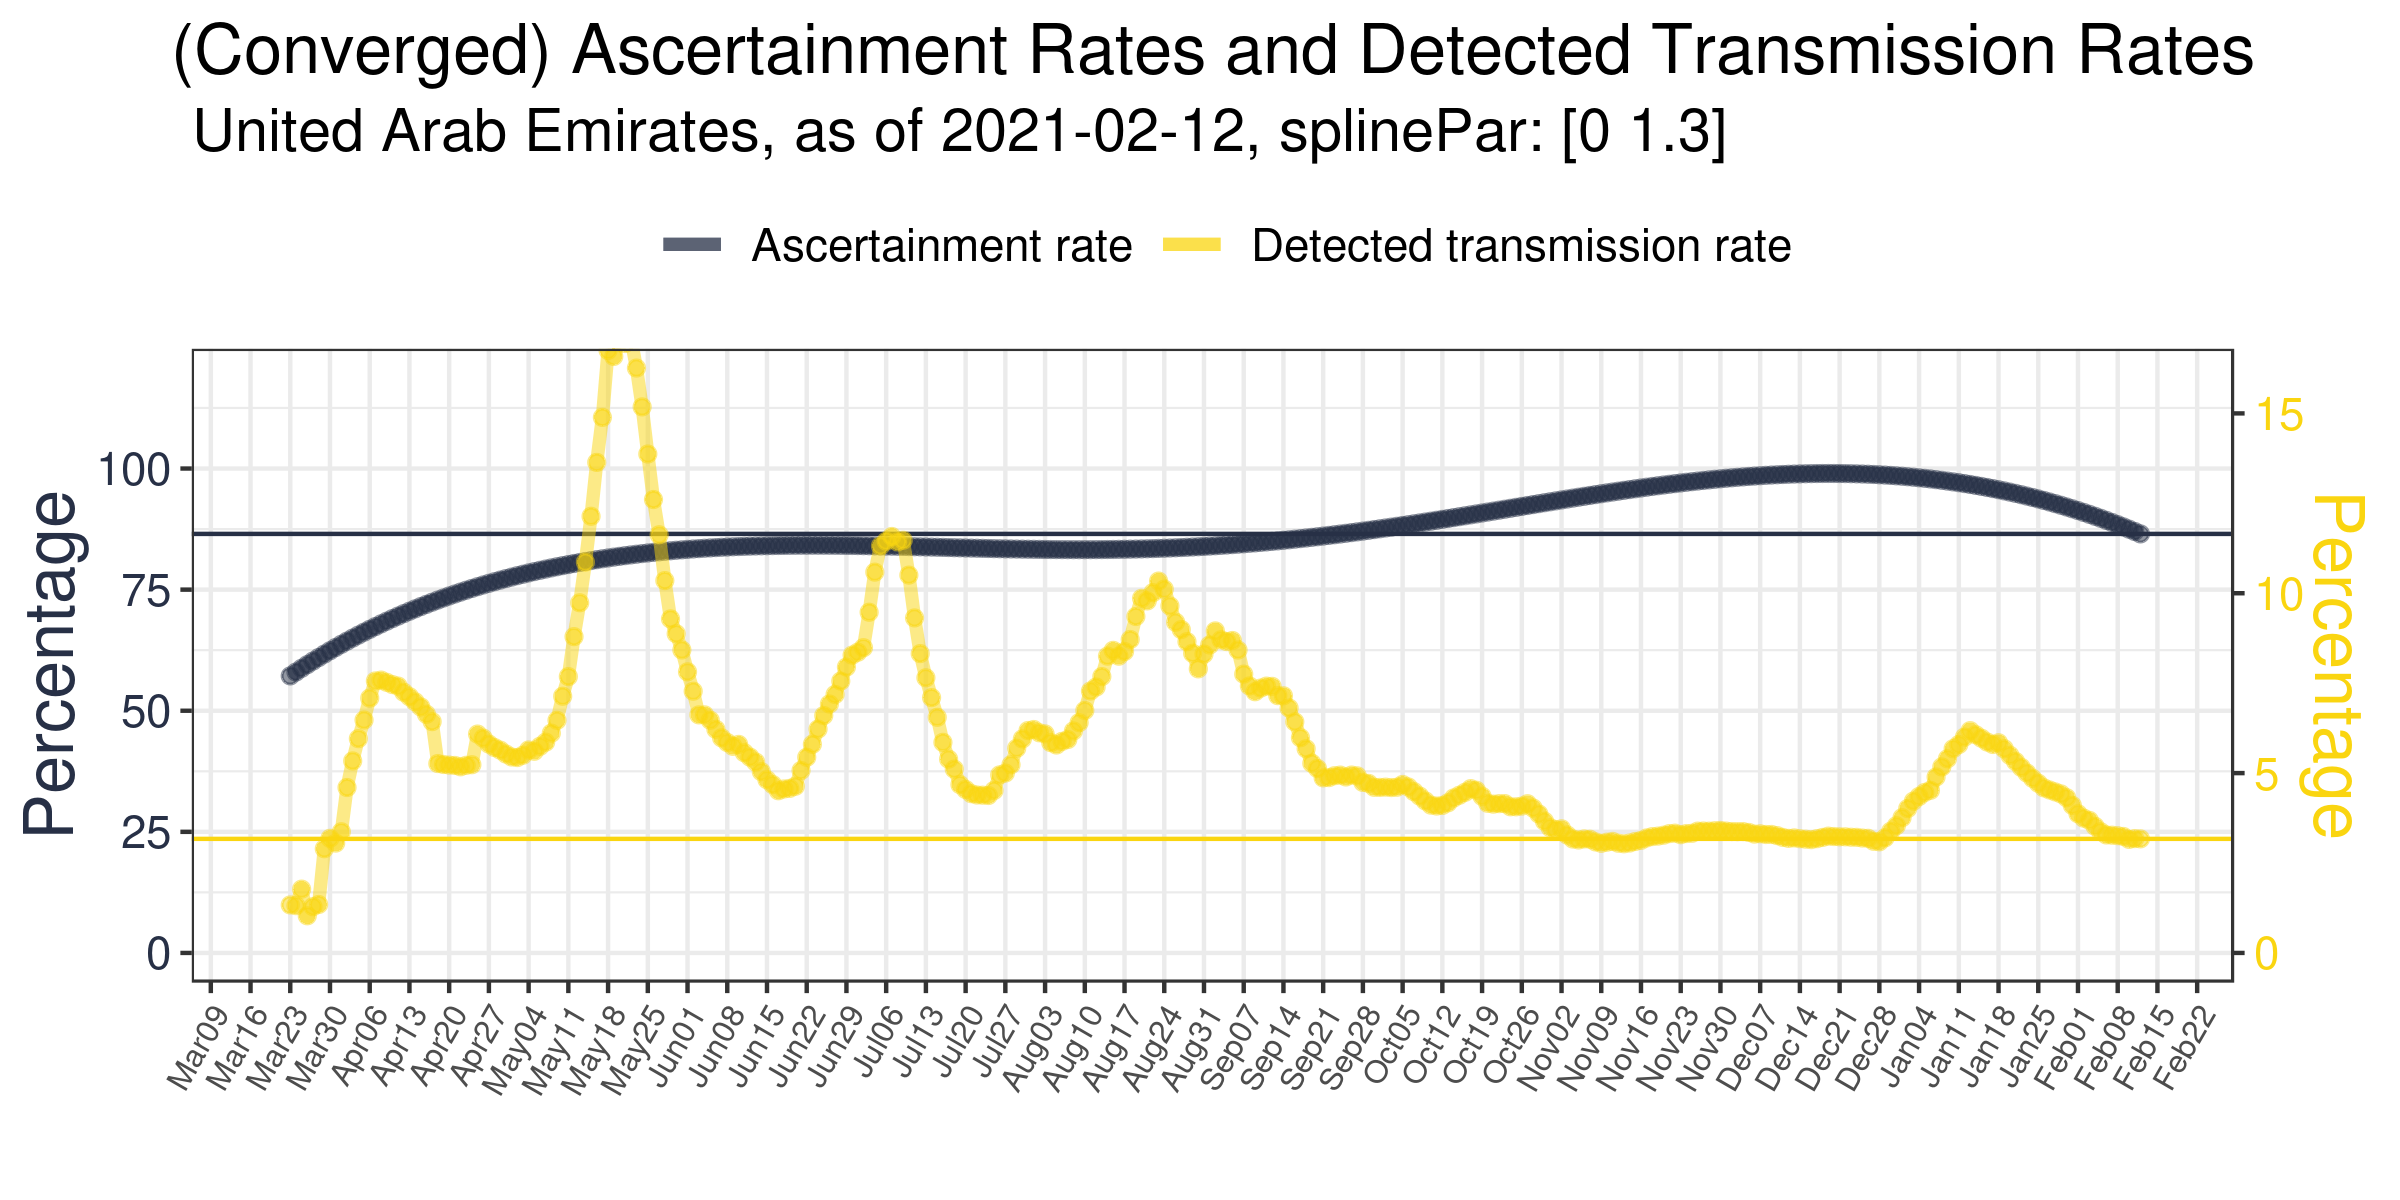 (Converged) Ascertainment Rates and Detected Transmission Rates
United Arab Emirates, as of 2021-02-12, splinePar: [0 1.3]
Ascertainment rate Detected transmission rate
Percentage
100
75
50
25
0
15
10
5
0
Percentage
Mar09 Mar16 Mar23 Mar30 Apr06 Apr13 Apr20 Apr27 May04 May11 May18 May25 Jun01 Jun08 Jun15 Jun22 Jun29 Jul06 Jul13 Jul20 Jul27 Aug03 Aug10 Aug17 Aug24 Aug31 Sep07 Sep14 Sep21 Sep28 Oct05 Oct12 Oct19 Oct26 Nov02 Nov09 Nov16 Nov23 Nov30 Dec07 Dec14 Dec21 Dec28 Jan04 Jan11 Jan18 Jan25 Feb01 Feb08 Feb15 Feb22